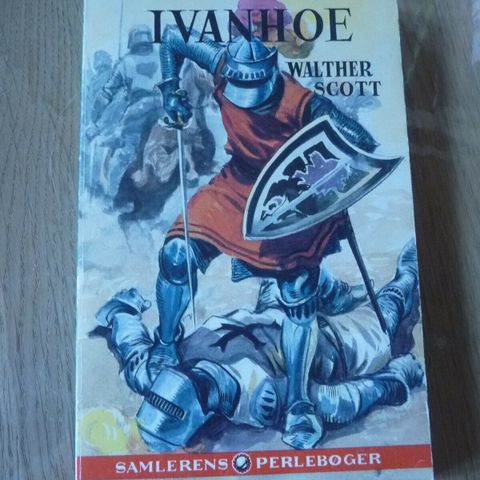 IVANHOE
WALTHER
SCOTT
SAMLERENS PERLEBØGER